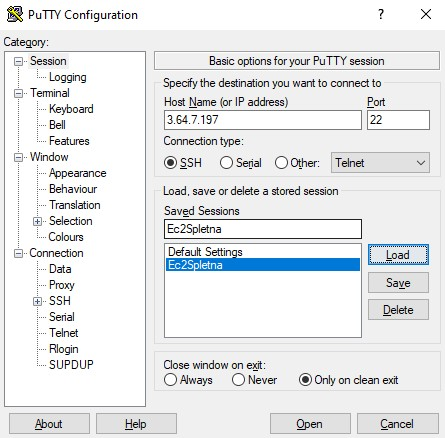 PuTTY Configuration
? ×
Category:
Session
Logging
Terminal
Keyboard
Bell
Features
Window
Appearance
Behaviour
Translation
Selection
Colours
Connection
Data
Proxy
SSH
Serial
Telnet
Rlogin
SUPDUP
Basic options for your PuTTY session
Specify the destination you want to connect to
Host Name (or IP address) Port
3.64.7.197 22
Connection type:
SSH Serial Other: Telnet
Load, save or delete a stored session
Saved Sessions
Ec2Spletna
Default Settings
Ec2Spletna
Load
Save
Delete
Close window on exit:
Always Never Only on clean exit
About Help Open Cancel